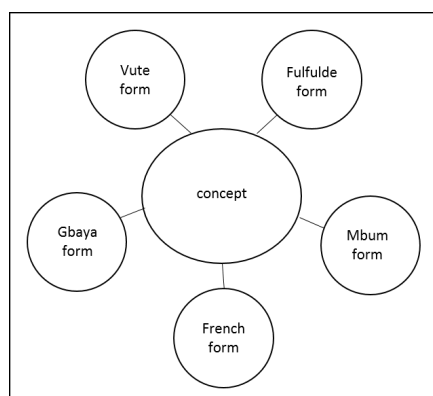 Vute
form
Fulfulde
form
concept
Gbaya
form
Mbum
form
French
form